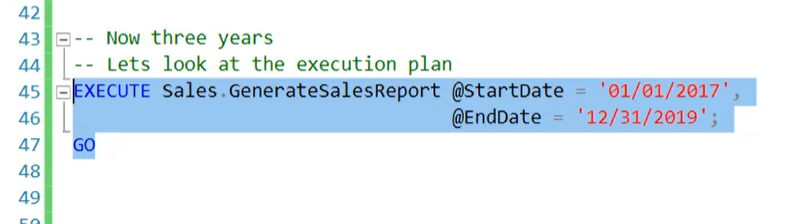 42
43 -- Now three years
44 -- Lets look at the execution plan
45 EXECUTE Sales.GenerateSalesReport @StartDate = '01/01/2017',
46 @EndDate = '12/31/2019';
47 GO
48
49